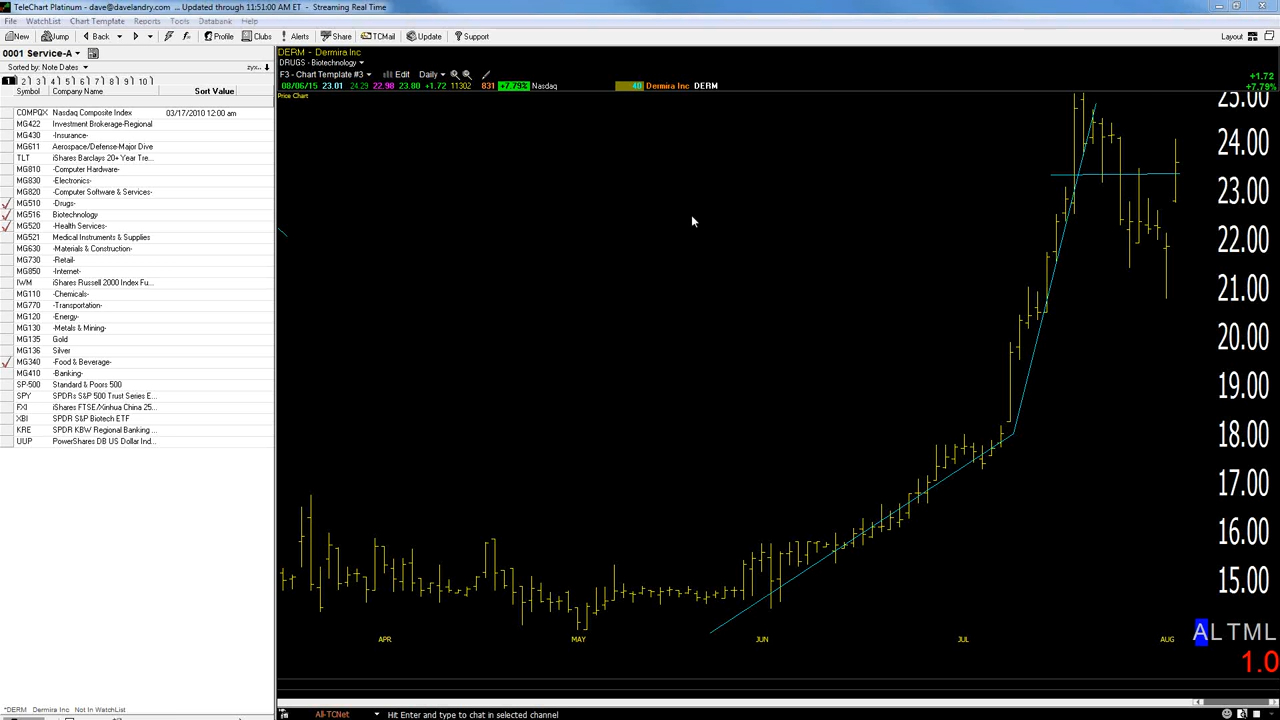 TeleChart Platinum - dave@davelandry.com ... Updated through 11:51:00 AM ET - Streaming Real Time
File WatchList Chart Template Reports Tools Databank Help
New Jump Back Profile Clubs Share TCMail Update Support Layout
0001 Service-A
Sorted by: Note Dates zyx..
1 2 3 4 5 6 7 8 9 10
Symbol Company Name Sort Value
COMPQX Nasdaq Composite Index 03/17/2010 12:00 am
MG422 Investment Brokerage-Regional
MG430 -Insurance-
MG611 Aerospace/Defense-Major Dive
TLT iShares Barclays 20+ Year Tre...
MG810 -Computer Hardware-
MG830 -Electronics-
MG820 -Computer Software & Services-
MG510 -Drugs-
MG516 Biotechnology
MG520 -Health Services-
MG521 Medical Instruments & Supplies
MG630 -Materials & Construction-
MG730 -Retail-
MG850 -Internet-
IWM iShares Russell 2000 Index Fu...
MG110 -Chemicals-
MG770 -Transportation-
MG120 -Energy-
MG130 -Metals & Mining-
MG135 Gold
MG136 Silver
MG340 -Food & Beverage-
MG410 -Banking-
SP-500 Standard & Poors 500
SPY SPDRs S&P 500 Trust Series E...
FXI iShares FTSE/Xinhua China 25...
XBI SPDR S&P Biotech ETF
KRE SPDR KBW Regional Banking ...
UUP PowerShares DB US Dollar Ind...
*DERM Dermira Inc Not In WatchList
DERM - Dermira Inc
DRUGS - Biotechnology
F3 - Chart Template #3 Edit Daily
08/06/15 23.01 24.29 22.98 23.80 +1.72 11302 831 +7.79% Nasdaq 40 Dermira Inc DERM
+1.72
+7.79%
Price Chart
25.00
24.00
23.00
22.00
21.00
20.00
19.00
18.00
17.00
16.00
15.00
APR MAY JUN JUL AUG
ALTML
1.0
All-TCNet Hit Enter and type to chat in selected channel